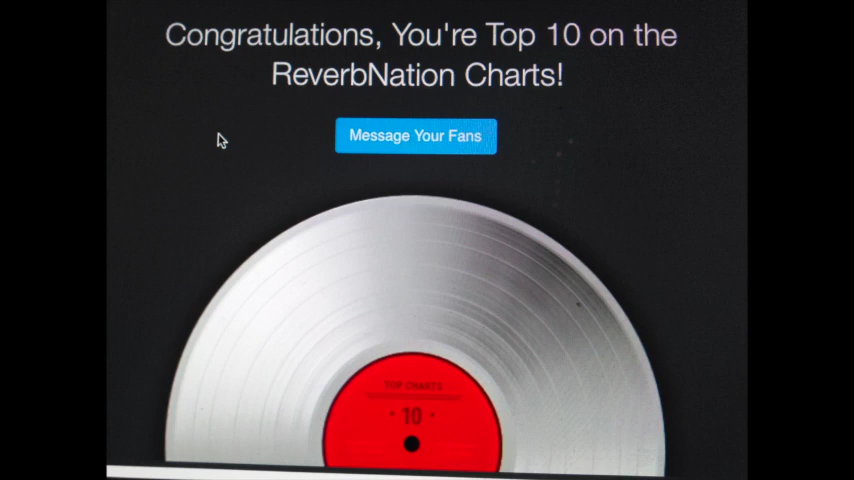 Congratulations, You're Top 10 on the
ReverbNation Charts!
Message Your Fans
TOP CHARTS
10